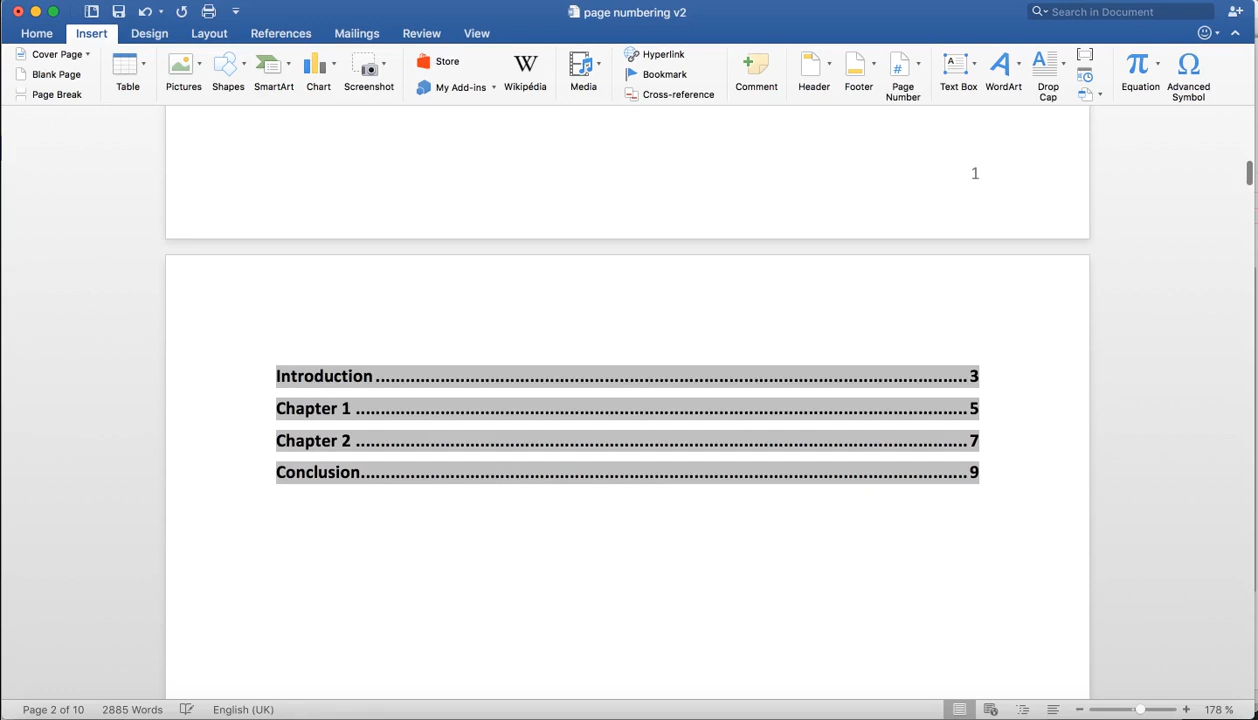 page numbering v2
Search in Document
Home Insert Design Layout References Mailings Review View
Cover Page
Blank Page
Page Break
Table
Pictures
Shapes
SmartArt
Chart
Screenshot
Store
My Add-ins
W
Wikipédia
Media
Hyperlink
Bookmark
Cross-reference
Comment
Header
Footer
#
Page
Number
A
Text Box
A
WordArt
A
Drop
Cap
π
Equation
Ω
Advanced
Symbol
1
Introduction ........................................................................................................................ 3
Chapter 1 ........................................................................................................................... 5
Chapter 2 ........................................................................................................................... 7
Conclusion.......................................................................................................................... 9
Page 2 of 10 2885 Words English (UK) 178 %